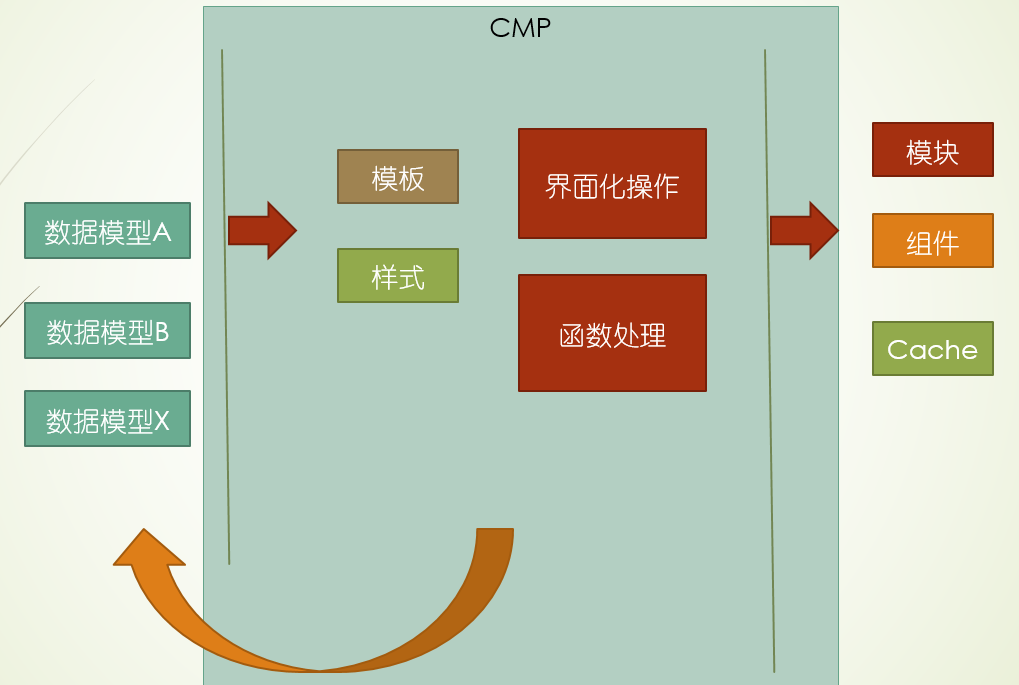 CMP
数据模型A
数据模型B
数据模型X
模板
样式
界面化操作
函数处理
模块
组件
Cache